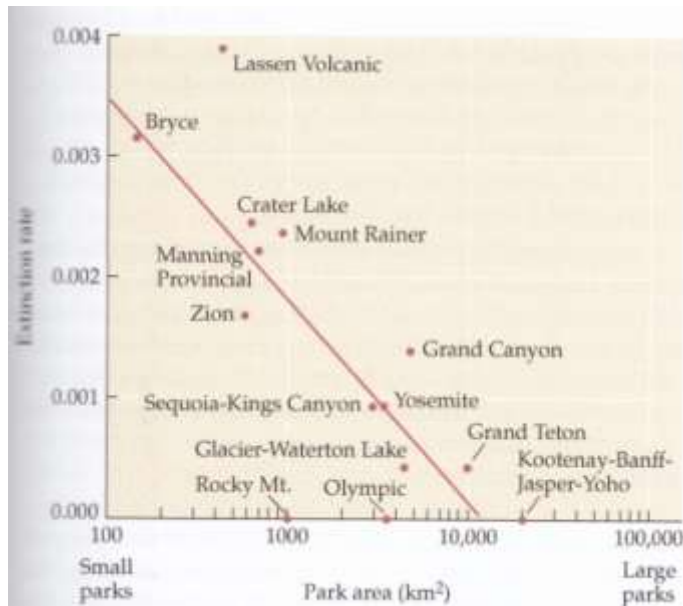 0.004
Lassen Volcanic
Bryce
0.003
Crater Lake
Mount Rainer
Manning
Provincial
0.002
Zion
Grand Canyon
0.001
Sequoia-Kings Canyon
Yosemite
Glacier-Waterton Lake
Grand Teton
Rocky Mt.
Olympic
Kootenay-Banff-
Jasper-Yoho
0.000
Extinction rate
100
1000
10,000
100,000
Small
parks
Park area (km²)
Large
parks